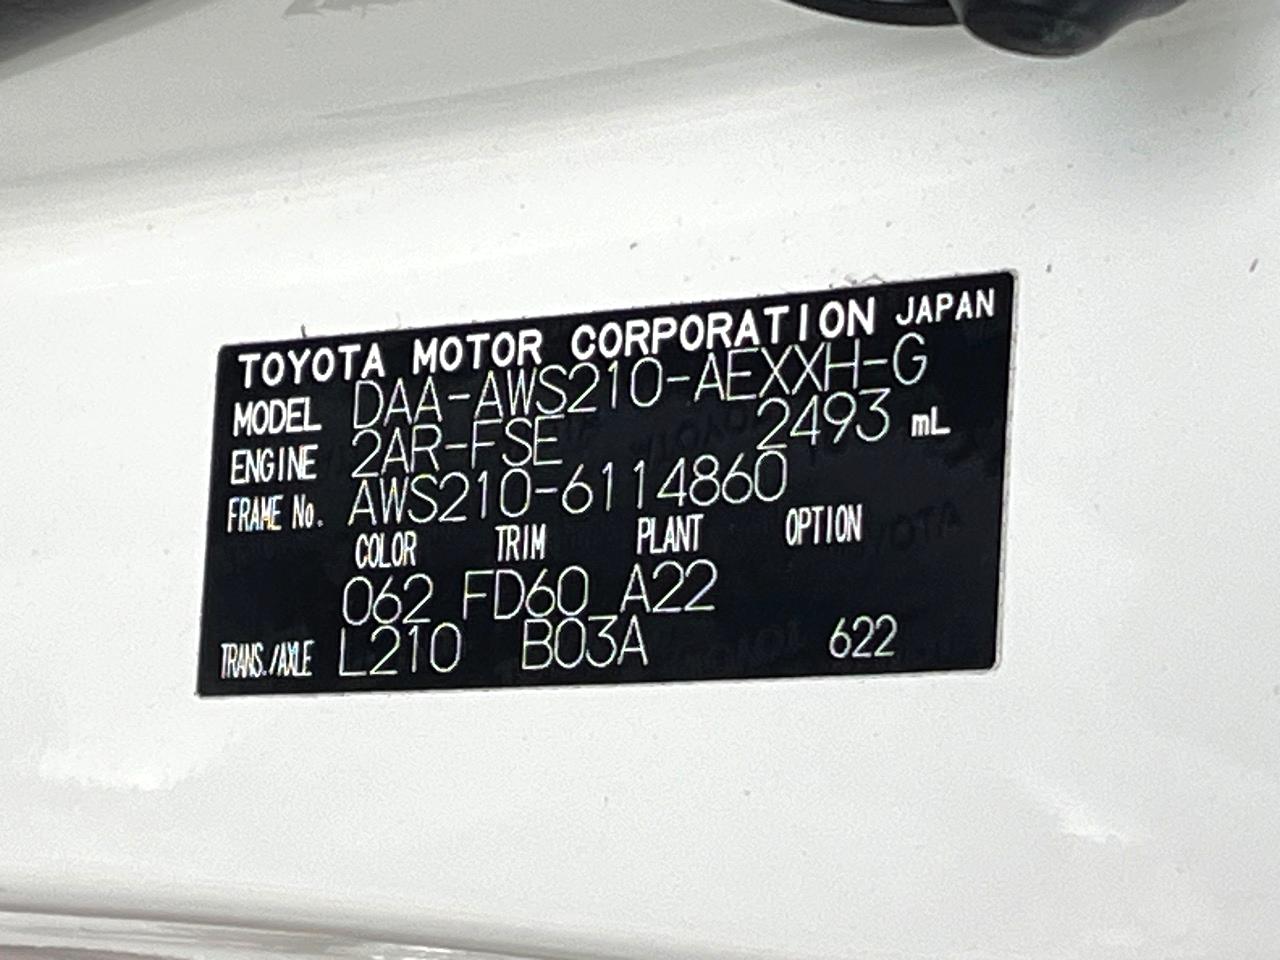 TOYOTA MOTOR CORPORATION JAPAN
MODEL DAA-AWS210-AEXXH-G
ENGINE 2AR-FSE 2493 mL
FRAME No. AWS210-6114860
COLOR TRIM PLANT OPTION
062 FD60 A22
TRANS./AXLE L210 B03A 622